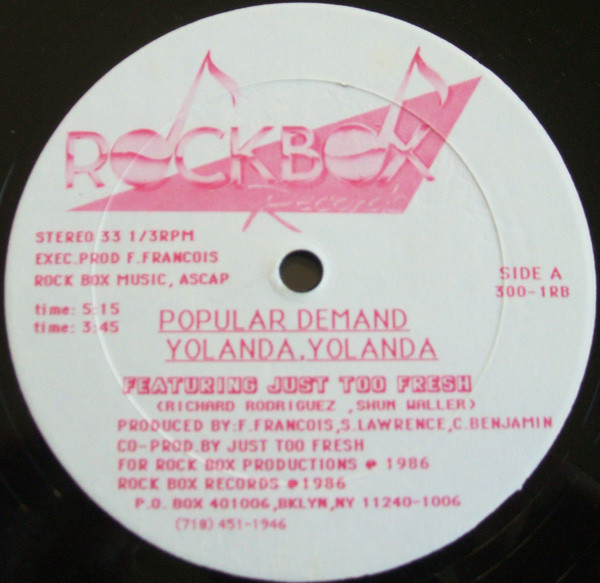 ROCKBOX
Records
STEREO 33 1/3RPM
EXEC.PROD F.FRANCOIS
ROCK BOX MUSIC, ASCAP
SIDE A
300-1RB
time: 5:15
time: 3:45
POPULAR DEMAND
YOLANDA,YOLANDA
FEATURING JUST TOO FRESH
(RICHARD RODRIGUEZ ,SHUM WALLER)
PRODUCED BY:F.FRANCOIS,S.LAWRENCE,C.BENJAMIN
CO-PROD.BY JUST TOO FRESH
FOR ROCK BOX PRODUCTIONS ℗ 1986
ROCK BOX RECORDS ℗1986
P.O. BOX 401006,BKLYN,NY 11240-1006
(718) 451-1946